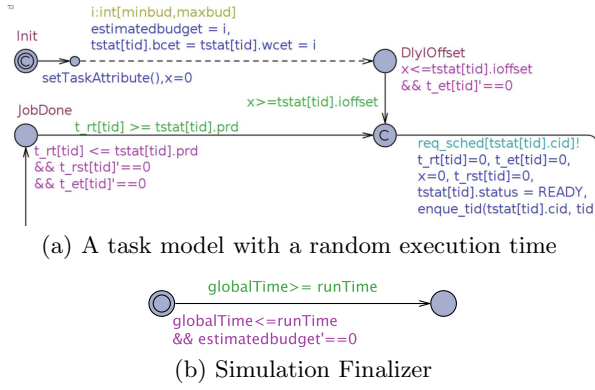 i:int[minbud,maxbud]
estimatedbudget = i,
tstat[tid].bcet = tstat[tid].wcet = i
Init
setTaskAttribute(),x=0
DlyIOffset
x<=tstat[tid].ioffset
&& t_et[tid]'==0
x>=tstat[tid].ioffset
JobDone
t_rt[tid] >= tstat[tid].prd
C
C
t_rt[tid] <= tstat[tid].prd
&& t_rst[tid]'==0
&& t_et[tid]'==0
req_sched[tstat[tid].cid]!
t_rt[tid]=0, t_et[tid]=0,
x=0, t_rst[tid]=0,
tstat[tid].status = READY,
enque_tid(tstat[tid].cid, tid
(a) A task model with a random execution time
globalTime>= runTime
globalTime<=runTime
&& estimatedbudget'==0
(b) Simulation Finalizer